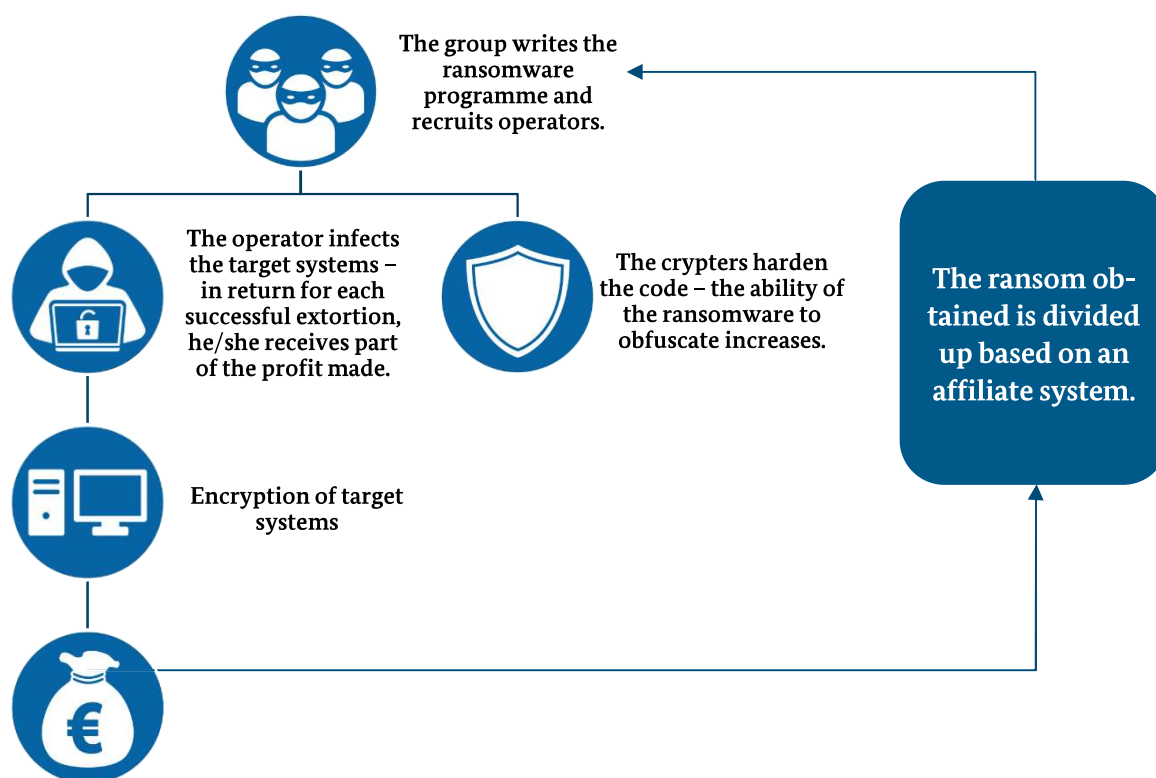 The group writes the
ransomware
programme and
recruits operators.
The operator infects
the target systems –
in return for each
successful extortion,
he/she receives part
of the profit made.
The crypters harden
the code – the ability of
the ransomware to
obfuscate increases.
The ransom ob-
tained is divided
up based on an
affiliate system.
Encryption of target
systems
€